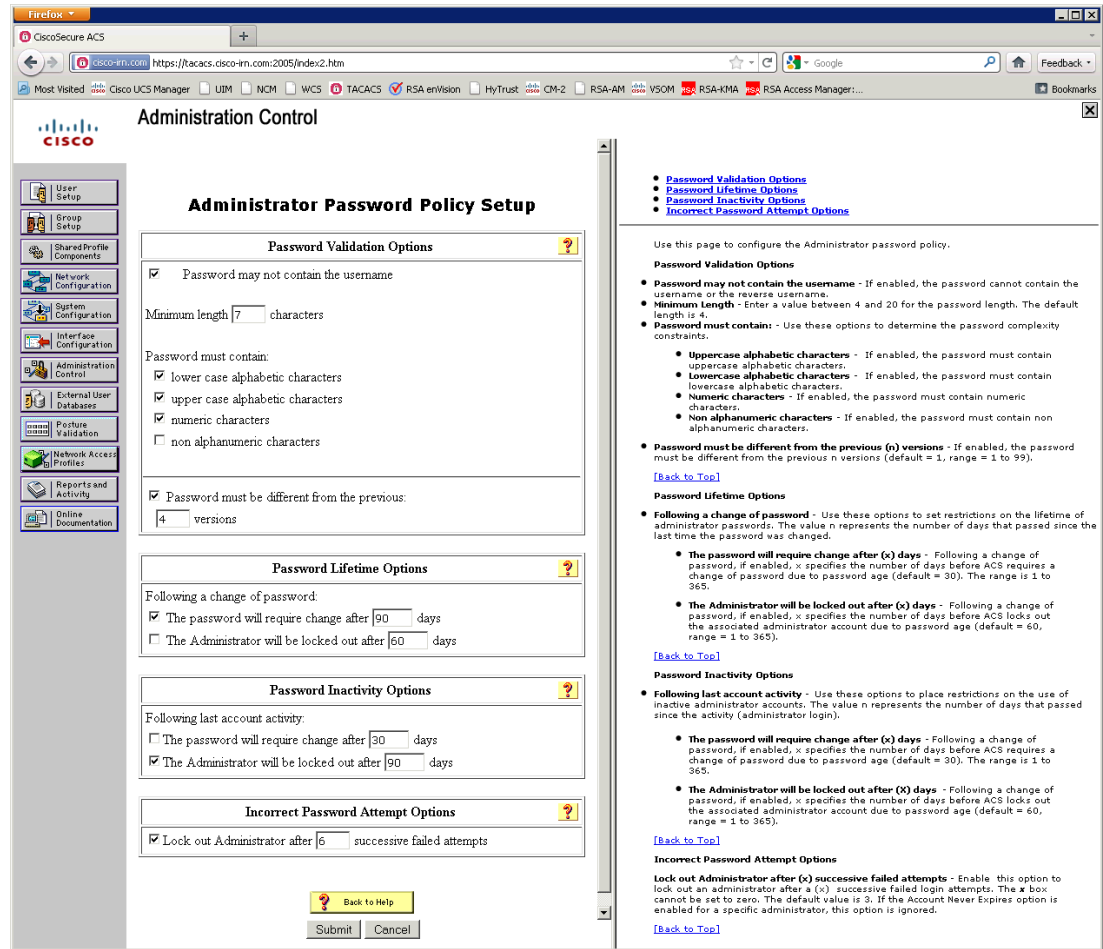 Firefox
CiscoSecure ACS
cisco-irn.com https://tacacs.cisco-irn.com:2005/index2.htm
Google
Feedback
Most Visited Cisco UCS Manager UIM NCM WCS TACACS RSA enVision HyTrust CM-2 RSA-AM VSOM RSA-KMA RSA Access Manager:...
Bookmarks
CISCO
Administration Control
User Setup
Group Setup
Shared Profile Components
Network Configuration
System Configuration
Interface Configuration
Administration Control
External User Databases
Posture Validation
Network Access Profiles
Reports and Activity
Online Documentation
Administrator Password Policy Setup
Password Validation Options
?
Password may not contain the username
Minimum length 7 characters
Password must contain:
lower case alphabetic characters
upper case alphabetic characters
numeric characters
non alphanumeric characters
Password must be different from the previous:
4 versions
Password Lifetime Options
?
Following a change of password:
The password will require change after 90 days
The Administrator will be locked out after 60 days
Password Inactivity Options
?
Following last account activity:
The password will require change after 30 days
The Administrator will be locked out after 90 days
Incorrect Password Attempt Options
?
Lock out Administrator after 6 successive failed attempts
? Back to Help
Submit Cancel
Password Validation Options
Password Lifetime Options
Password Inactivity Options
Incorrect Password Attempt Options
Use this page to configure the Administrator password policy.
Password Validation Options
Password may not contain the username - If enabled, the password cannot contain the
username or the reverse username.
Minimum Length - Enter a value between 4 and 20 for the password length. The default
length is 4.
Password must contain: - Use these options to determine the password complexity
constraints.
Uppercase alphabetic characters - If enabled, the password must contain
uppercase alphabetic characters.
Lowercase alphabetic characters - If enabled, the password must contain
lowercase alphabetic characters.
Numeric characters - If enabled, the password must contain numeric
characters.
Non alphanumeric characters - If enabled, the password must contain non
alphanumeric characters.
Password must be different from the previous (n) versions - If enabled, the password
must be different from the previous n versions (default = 1, range = 1 to 99).
[Back to Top]
Password Lifetime Options
Following a change of password - Use these options to set restrictions on the lifetime of
administrator passwords. The value n represents the number of days that passed since the
last time the password was changed.
The password will require change after (x) days - Following a change of
password, if enabled, x specifies the number of days before ACS requires a
change of password due to password age (default = 30). The range is 1 to
365.
The Administrator will be locked out after (x) days - Following a change of
password, if enabled, x specifies the number of days before ACS locks out
the associated administrator account due to password age (default = 60,
range = 1 to 365).
[Back to Top]
Password Inactivity Options
Following last account activity - Use these options to place restrictions on the use of
inactive administrator accounts. The value n represents the number of days that passed
since the activity (administrator login).
The password will require change after (x) days - Following a change of
password, if enabled, x specifies the number of days before ACS requires a
change of password due to password age (default = 30). The range is 1 to
365.
The Administrator will be locked out after (X) days - Following a change of
password, if enabled, x specifies the number of days before ACS locks out
the associated administrator account due to password age (default = 60,
range = 1 to 365).
[Back to Top]
Incorrect Password Attempt Options
Lock out Administrator after (x) successive failed attempts - Enable this option to
lock out an administrator after a (x) successive failed login attempts. The x box
cannot be set to zero. The default value is 3. If the Account Never Expires option is
enabled for a specific administrator, this option is ignored.
[Back to Top]